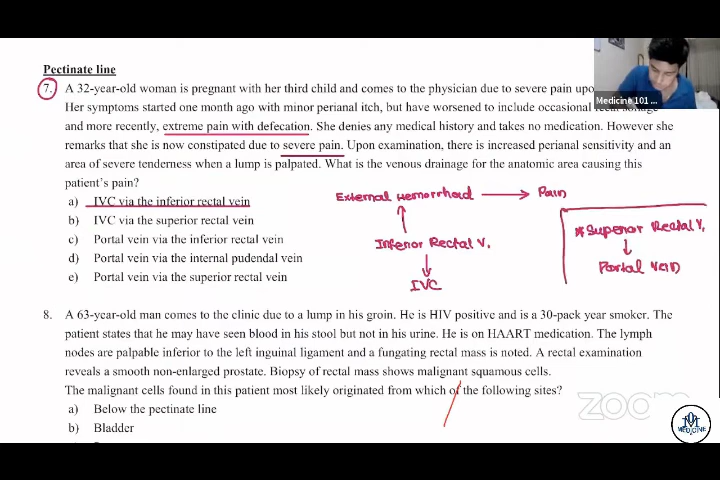 Pectinate line
7. A 32-year-old woman is pregnant with her third child and comes to the physician due to severe pain upo
Her symptoms started one month ago with minor perianal itch, but have worsened to include occasional
and more recently, extreme pain with defecation. She denies any medical history and takes no medication. However she
remarks that she is now constipated due to severe pain. Upon examination, there is increased perianal sensitivity and an
area of severe tenderness when a lump is palpated. What is the venous drainage for the anatomic area causing this
patient's pain?
a) IVC via the inferior rectal vein
b) IVC via the superior rectal vein
c) Portal vein via the inferior rectal vein
d) Portal vein via the internal pudendal vein
e) Portal vein via the superior rectal vein
External Hemorrhoid → Pain
Inferior Rectal V.
IVC
*Superior Rectal V.
Portal Vein
8. A 63-year-old man comes to the clinic due to a lump in his groin. He is HIV positive and is a 30-pack year smoker. The
patient states that he may have seen blood in his stool but not in his urine. He is on HAART medication. The lymph
nodes are palpable inferior to the left inguinal ligament and a fungating rectal mass is noted. A rectal examination
reveals a smooth non-enlarged prostate. Biopsy of rectal mass shows malignant squamous cells.
The malignant cells found in this patient most likely originated from which of the following sites?
a) Below the pectinate line
b) Bladder
Medicine 101 ...
zoom
MEDICINE